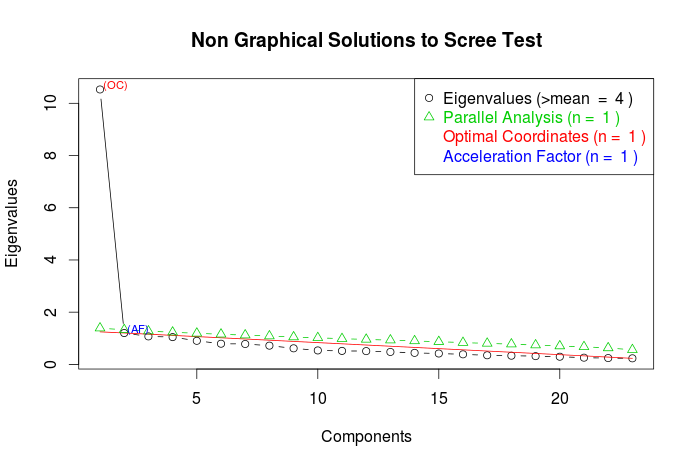 Non Graphical Solutions to Scree Test
(OC)
(AF)
Eigenvalues (>mean = 4 )
Parallel Analysis (n = 1 )
Optimal Coordinates (n = 1 )
Acceleration Factor (n = 1 )
Eigenvalues
10
8
6
4
2
0
5 10 15 20
Components